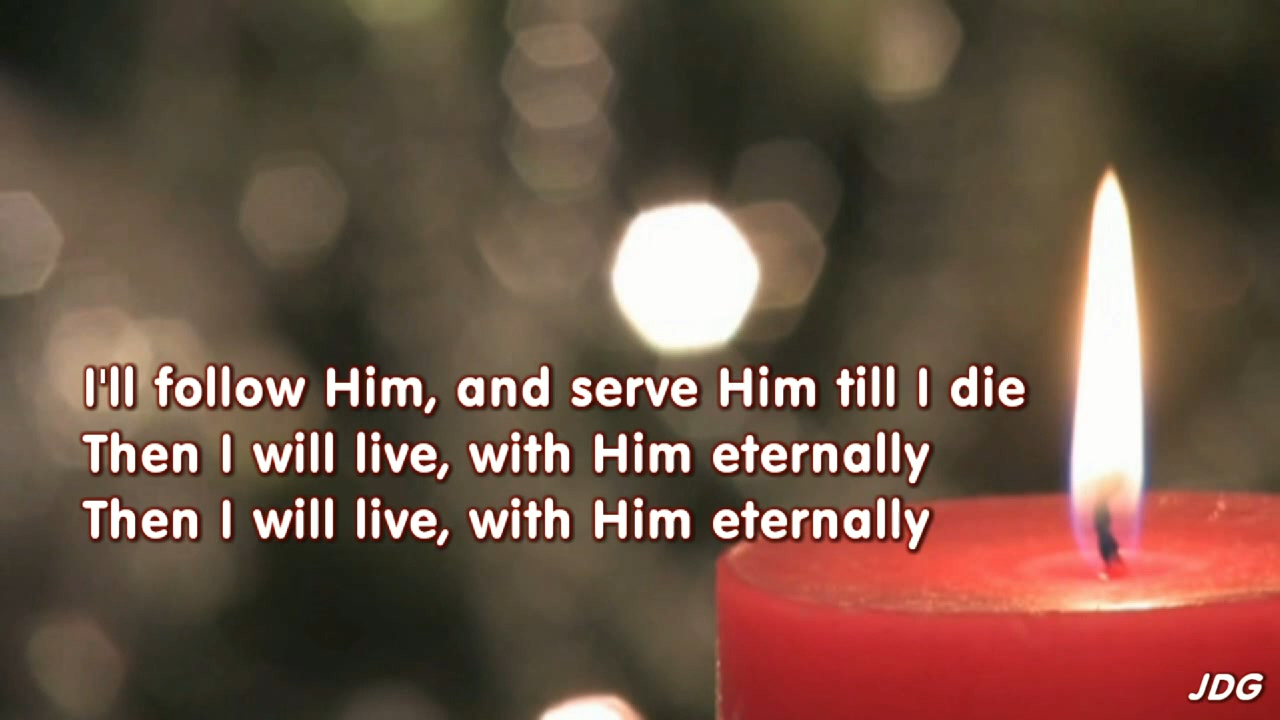 I'll follow Him, and serve Him till I die
Then I will live, with Him eternally
Then I will live, with Him eternally
JDG